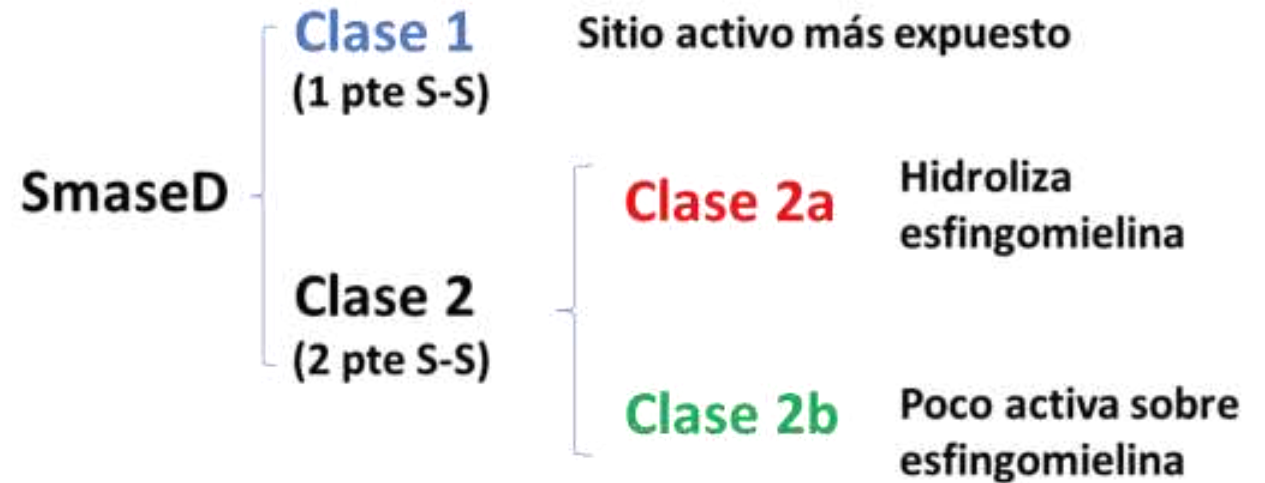 Clase 1
Sitio activo más expuesto
(1 pte S-S)
SmaseD
Clase 2a
Hidroliza
esfingomielina
Clase 2
(2 pte S-S)
Clase 2b
Poco activa sobre
esfingomielina